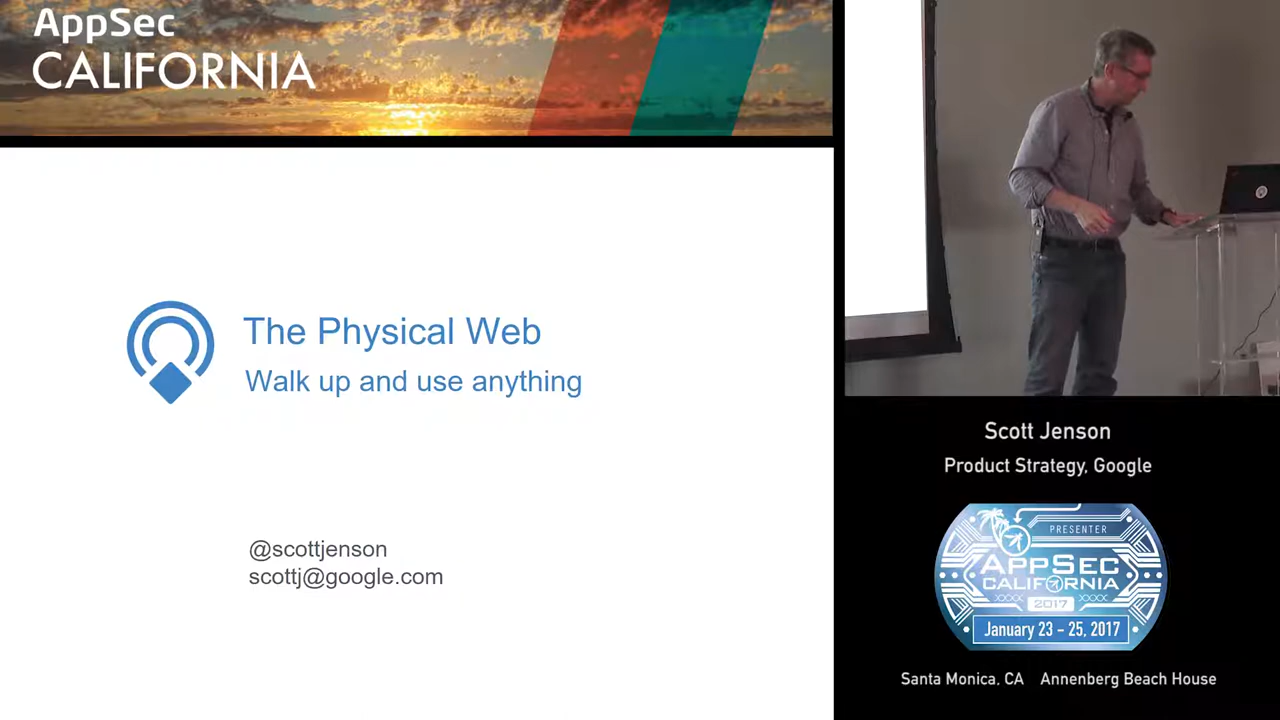 AppSec
CALIFORNIA
The Physical Web
Walk up and use anything
@scottjenson
scottj@google.com
Scott Jenson
Product Strategy, Google
PRESENTER
APPSEC
CALIFORNIA
2017
January 23 - 25, 2017
Santa Monica, CA Annenberg Beach House